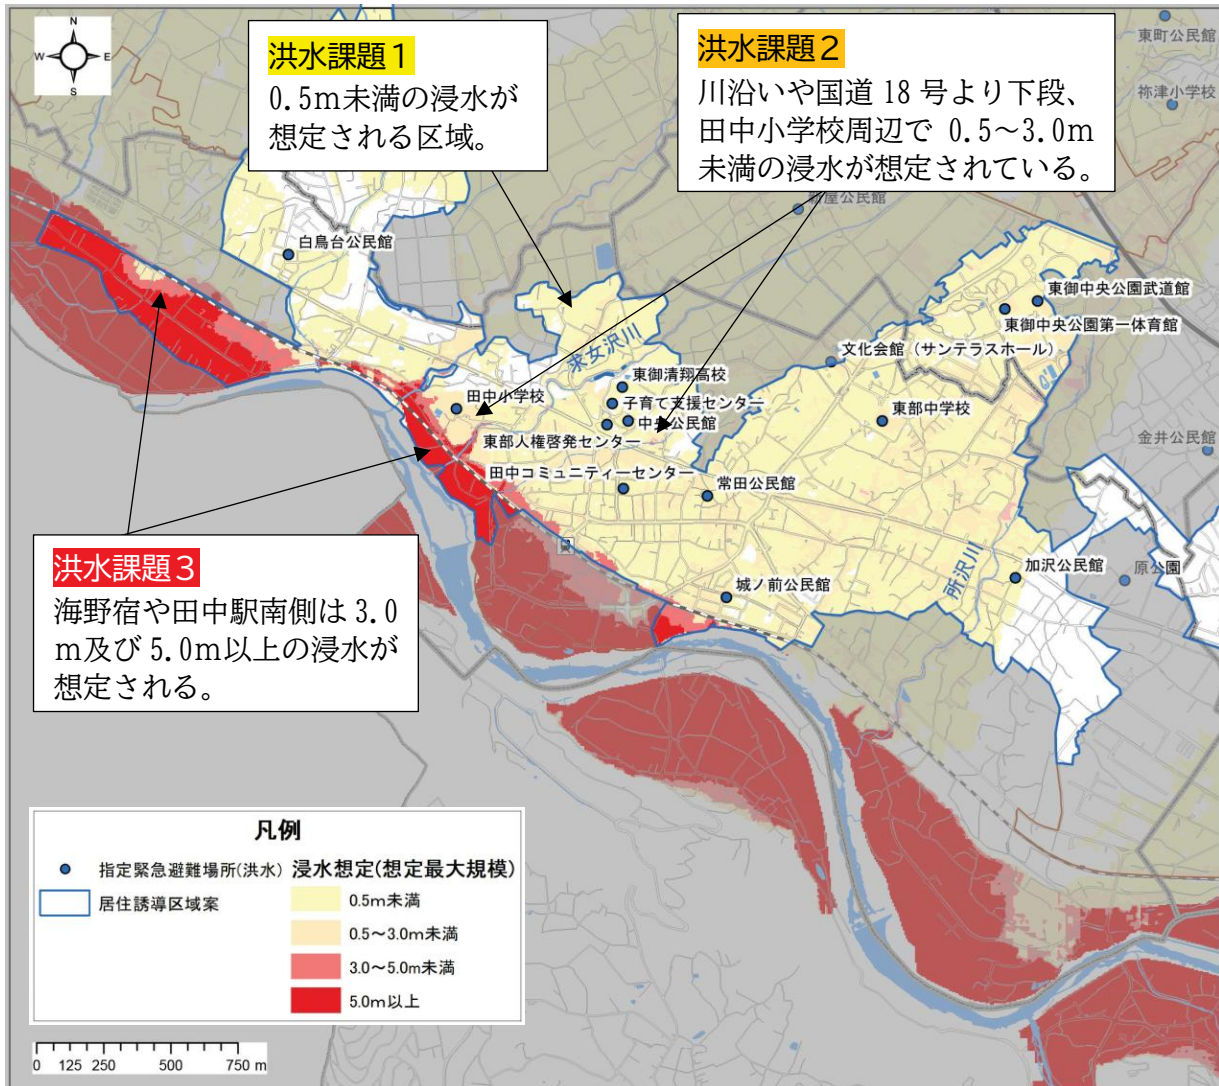 N
W
E
S
洪水課題1
0.5m未満の浸水が
想定される区域。
洪水課題2
川沿いや国道18号より下段、
田中小学校周辺で 0.5~3.0m
未満の浸水が想定されている。
東町公民館
祢津小学校
白鳥台公民館
東御中央公園武道館
東御中央公園第一体育館
文化会館(サンテラスホール)
求女沢川
東御清翔高校
田中小学校
子育て支援センター
中央公民館
東部中学校
東部人権啓発センター
金井公民館
田中コミュニティーセンター
常田公民館
所沢川
加沢公民館
原公園
城ノ前公民館
洪水課題3
海野宿や田中駅南側は 3.0
m及び 5.0m以上の浸水が
想定される。
凡例
指定緊急避難場所(洪水)
居住誘導区域案
浸水想定(想定最大規模)
0.5m未満
0.5~3.0m未満
3.0~5.0m未満
5.0m以上
0 125 250 500 750 m